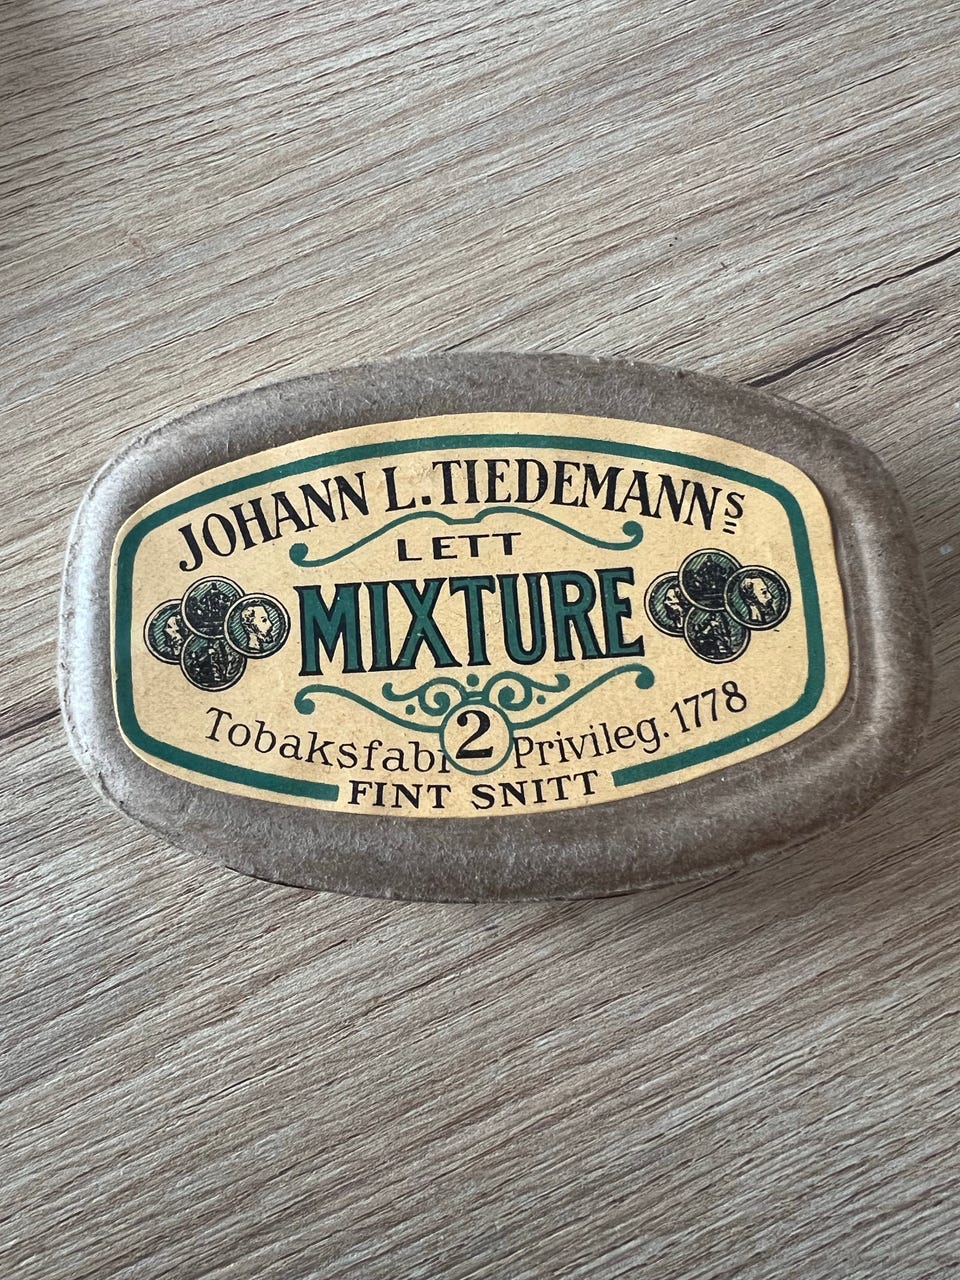 JOHANN L. TIEDEMANNS
LETT
MIXTURE
2
Tobaksfabr Privileg. 1778
FINT SNITT